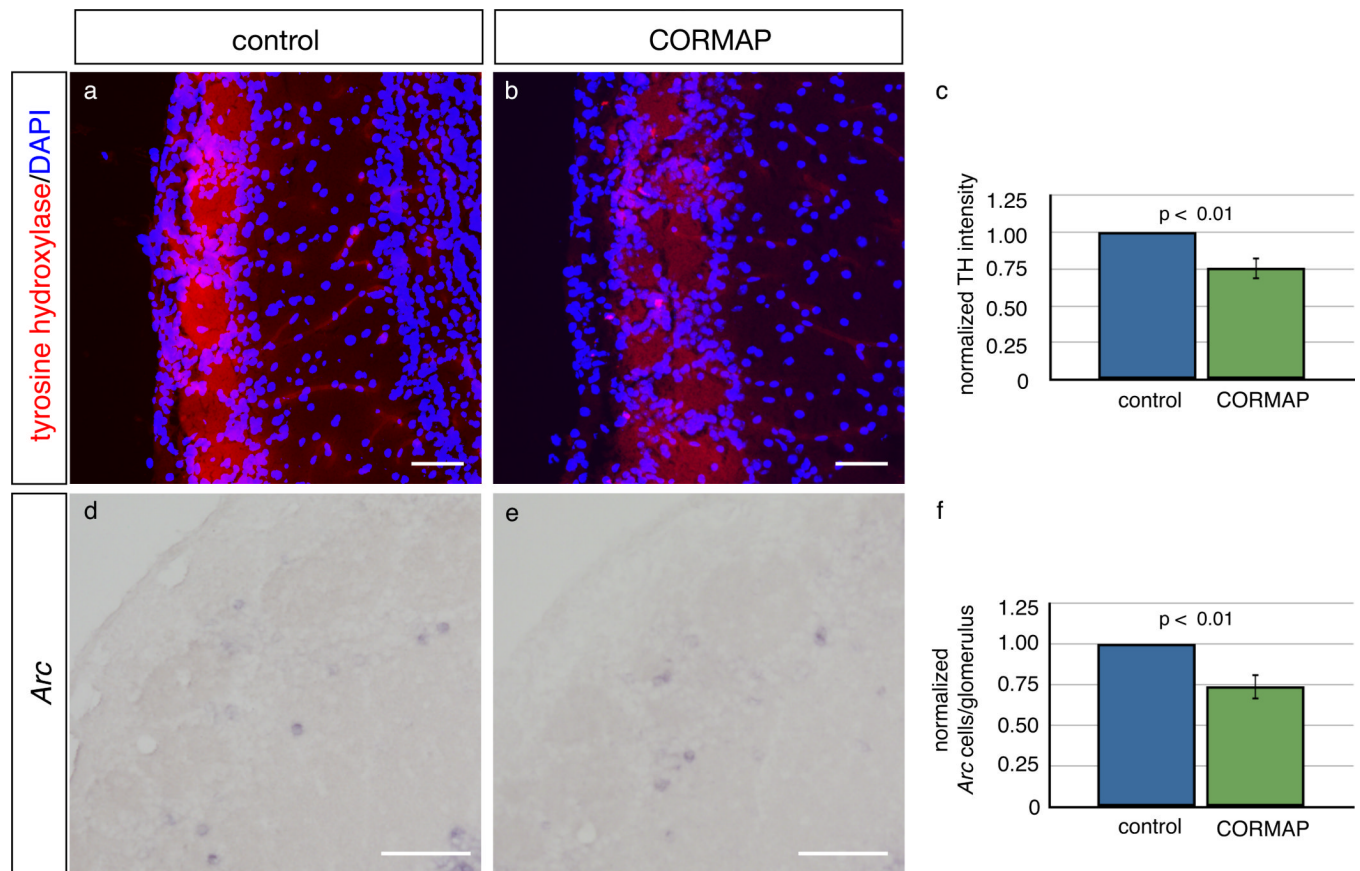 control
CORMAP
tyrosine hydroxylase/DAPI
a
b
c
normalized TH intensity
1.25
1.00
0.75
0.50
0.25
0
p < 0.01
control
CORMAP
Arc
d
e
f
normalized
Arc cells/glomerulus
1.25
1.00
0.75
0.50
0.25
0
p < 0.01
control
CORMAP